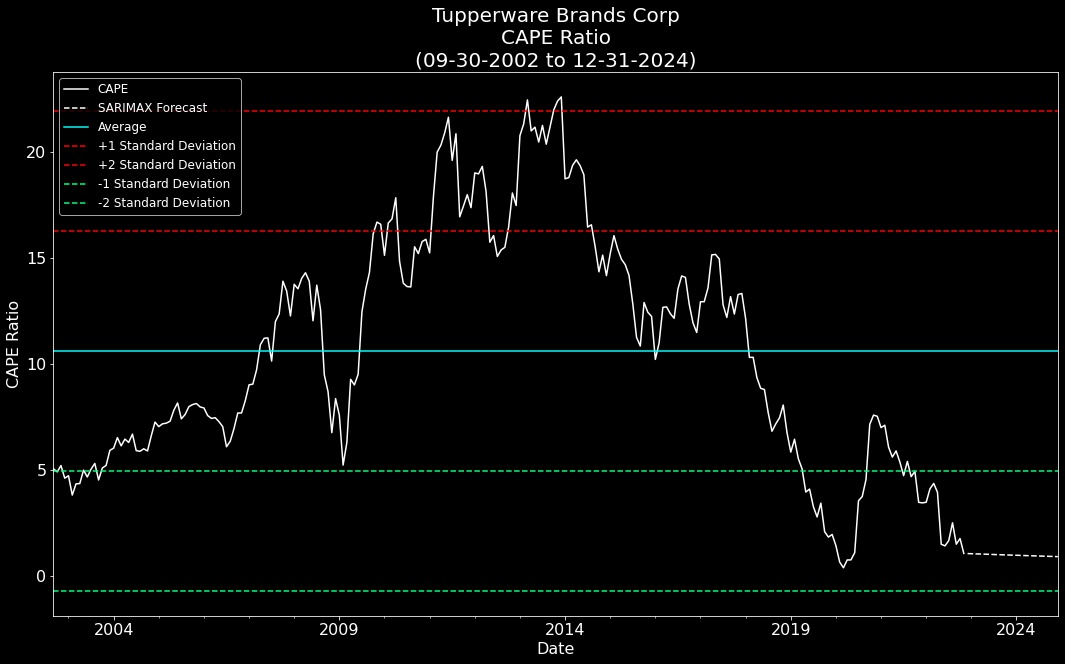 Tupperware Brands Corp
CAPE Ratio
(09-30-2002 to 12-31-2024)
CAPE
SARIMAX Forecast
Average
+1 Standard Deviation
+2 Standard Deviation
-1 Standard Deviation
-2 Standard Deviation
CAPE Ratio
20
15
10
5
0
2004
2009
2014
2019
2024
Date